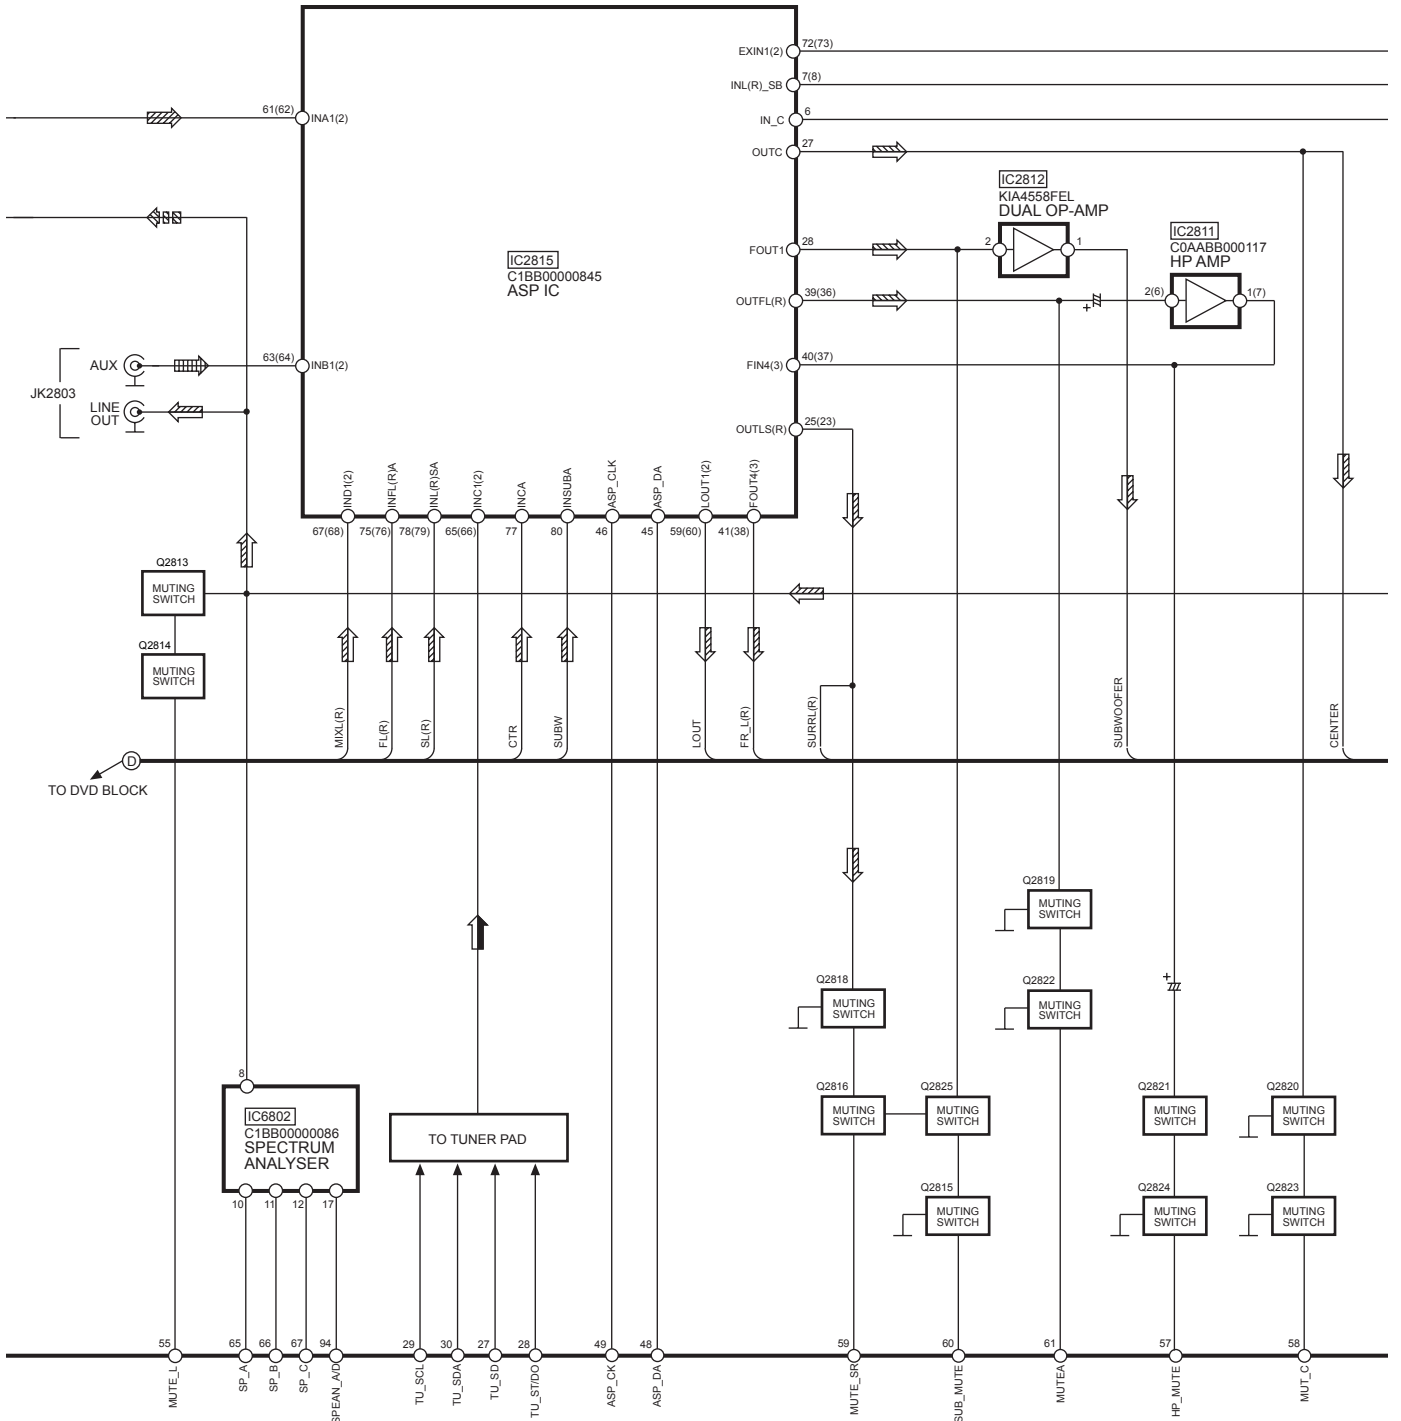 EXIN1(2)
72(73)
INL(R)_SB
7(8)
61(62)
INA1(2)
IN_C
6
OUTC
27
IC2812
KIA4558FEL
DUAL OP-AMP
IC2811
C0AABB000117
HP AMP
FOUT1
28
2
1
IC2815
C1BB00000845
ASP IC
OUTFL(R)
39(36)
+
2(6)
1(7)
JK2803
AUX
63(64)
INB1(2)
FIN4(3)
40(37)
LINE
OUT
OUTLS(R)
25(23)
IND1(2)
INFL(R)A
INL(R)SA
INC1(2)
INCA
INSUBA
ASP_CLK
ASP_DA
LOUT1(2)
FOUT4(3)
67(68)
75(76)
78(79)
65(66)
77
80
46
45
59(60)
41(38)
Q2813
MUTING
SWITCH
Q2814
MUTING
SWITCH
MIXL(R)
FL(R)
SL(R)
CTR
SUBW
LOUT
FR_L(R)
SURRL(R)
SUBWOOFER
CENTER
D
TO DVD BLOCK
Q2819
MUTING
SWITCH
Q2818
MUTING
SWITCH
Q2822
MUTING
SWITCH
+
8
IC6802
C1BB00000086
SPECTRUM
ANALYSER
10
11
12
17
TO TUNER PAD
Q2816
MUTING
SWITCH
Q2825
MUTING
SWITCH
Q2821
MUTING
SWITCH
Q2820
MUTING
SWITCH
Q2815
MUTING
SWITCH
Q2824
MUTING
SWITCH
Q2823
MUTING
SWITCH
55
65
66
67
94
29
30
27
28
49
48
59
60
61
57
58
MUTE_L
SP_A
SP_B
SP_C
SPEAN_A/D
TU_SCL
TU_SDA
TU_SD
TU_ST/DO
ASP_CK
ASP_DA
MUTE_SR
SUB_MUTE
MUTEA
HP_MUTE
MUT_C